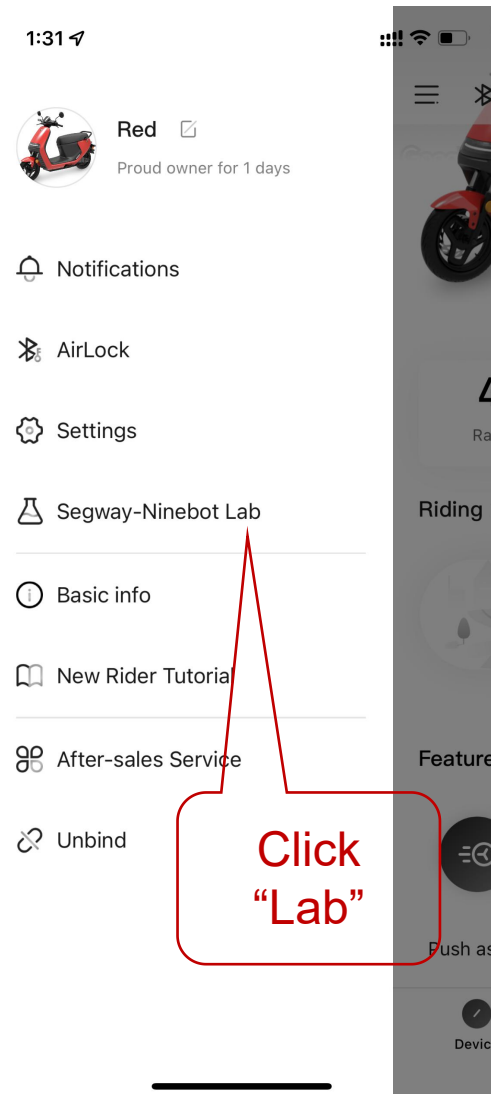 1:31
Red
Proud owner for 1 days
Notifications
AirLock
Settings
Segway-Ninebot Lab
Riding
Basic info
New Rider Tutorial
After-sales Service
Feature
Unbind
Click
“Lab”
Push as
Devic